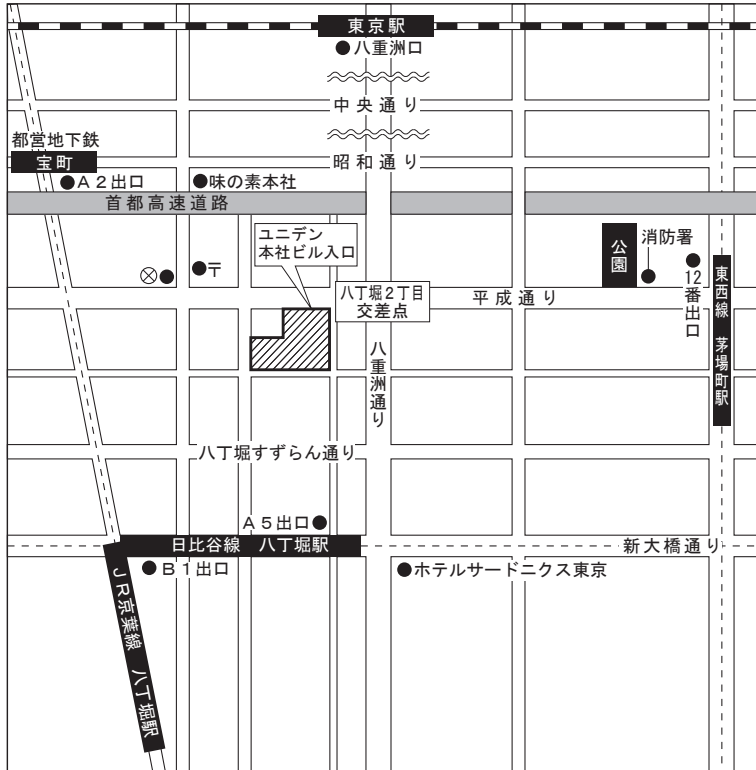 東京駅
八重洲口
中央通り
都営地下鉄
宝町
昭和通り
A2出口
味の素本社
首都高速道路
ユニデン
本社ビル入口
公園
消防署
〒
12番出口
八丁堀2丁目
交差点
平成通り
東西線 茅場町駅
八重洲通り
八丁堀すずらん通り
A5出口
日比谷線 八丁堀駅
新大橋通り
B1出口
ホテルサードニクス東京
JR京葉線 八丁堀駅